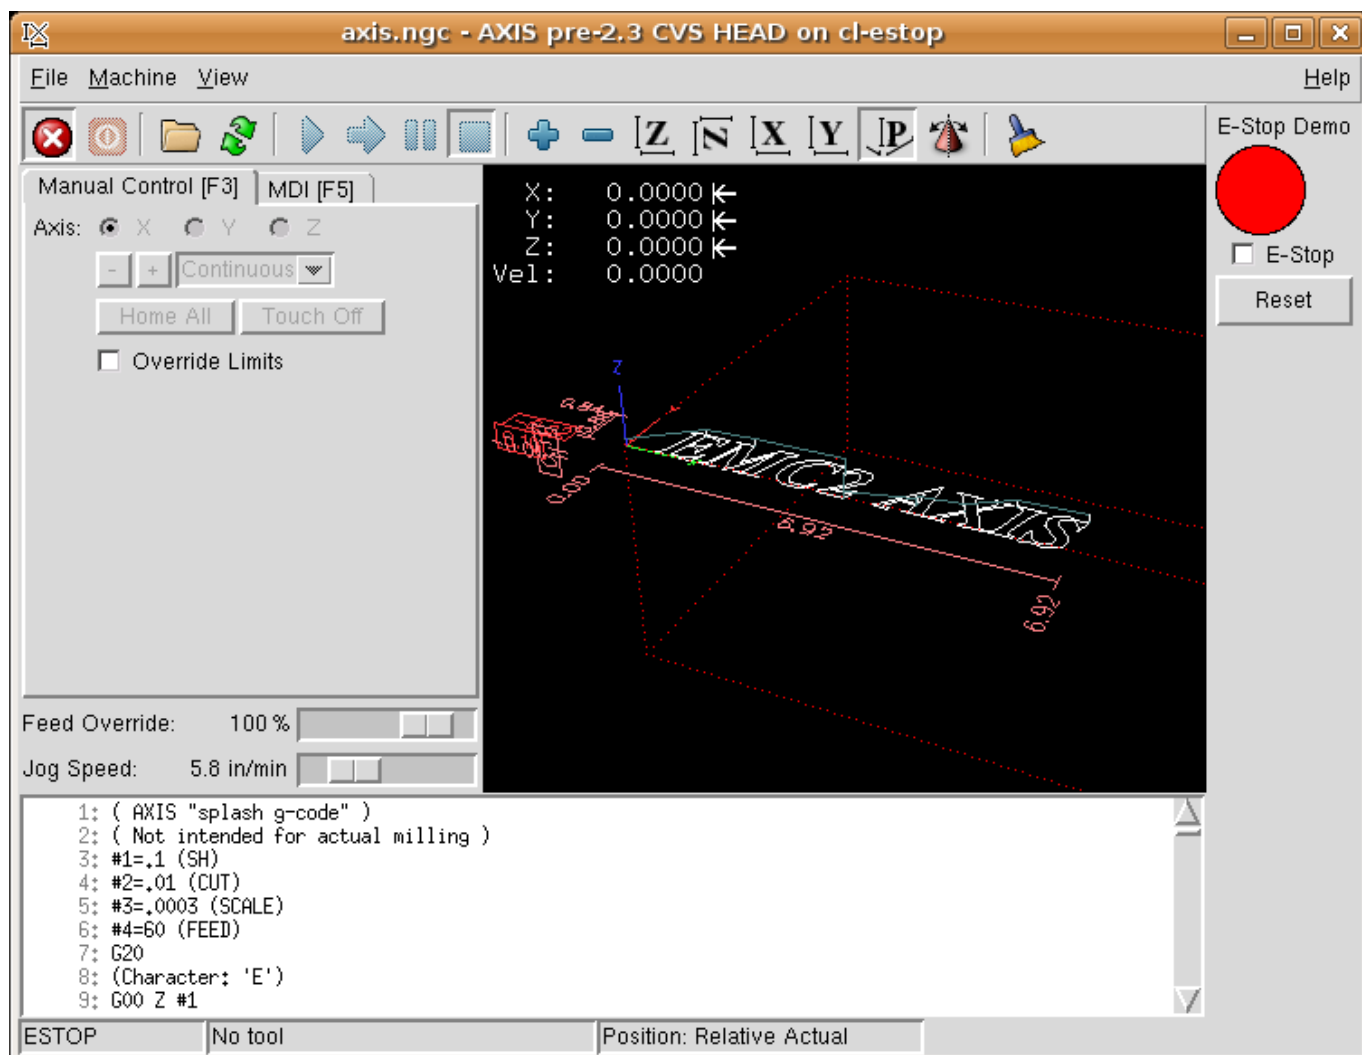 axis.ngc - AXIS pre-2.3 CVS HEAD on cl-estop
File Machine View Help
Z N X Y P
E-Stop Demo
E-Stop
Reset
Manual Control [F3] MDI [F5]
Axis: X Y Z
- + Continuous
Home All Touch Off
Override Limits
X: 0.0000
Y: 0.0000
Z: 0.0000
Vel: 0.0000
Z
EMC2 AXIS
0.00
6.92
6.92
Feed Override: 100 %
Jog Speed: 5.8 in/min
1: ( AXIS "splash g-code" )
2: ( Not intended for actual milling )
3: #1=.1 (SH)
4: #2=.01 (CUT)
5: #3=.0003 (SCALE)
6: #4=60 (FEED)
7: G20
8: (Character: 'E')
9: G00 Z #1
ESTOP No tool Position: Relative Actual